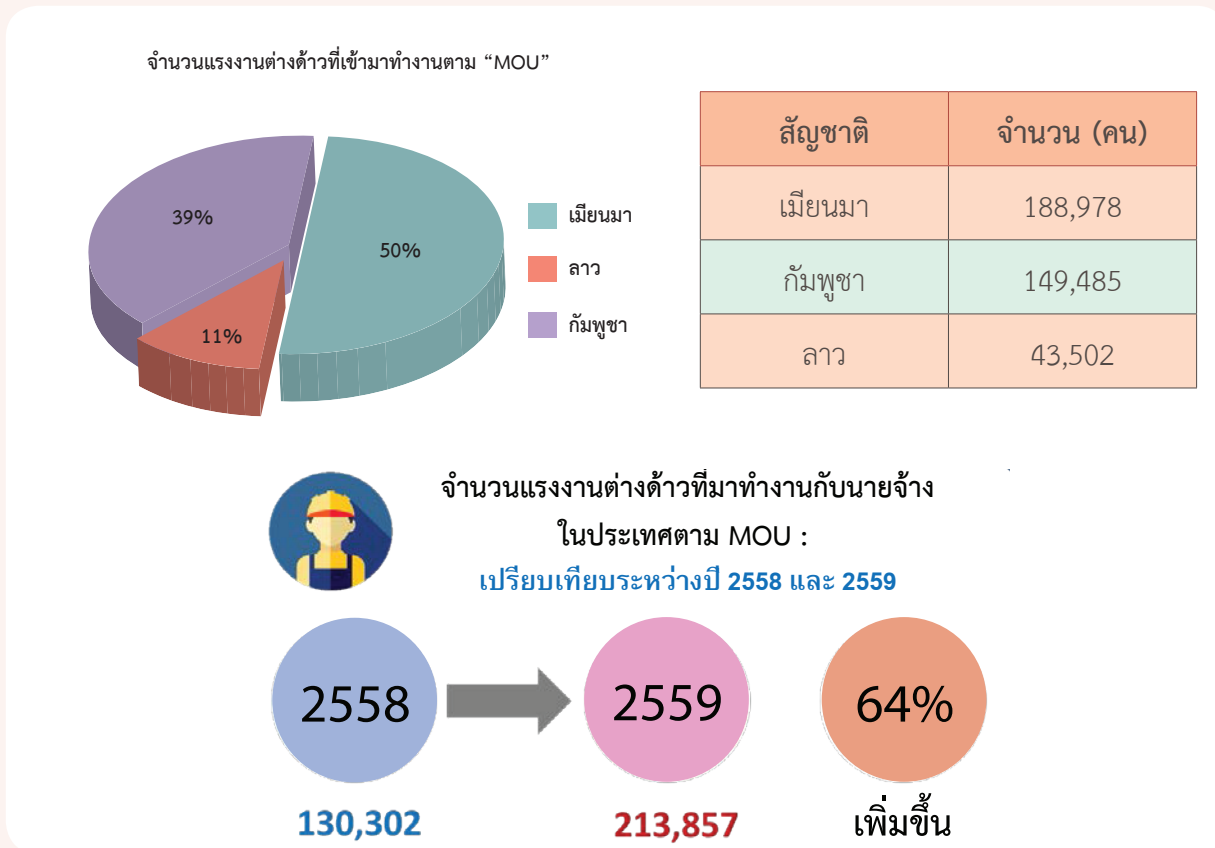 จำนวนแรงงานต่างด้าวที่เข้ามาทำงานตาม “MOU”
39%
50%
11%
เมียนมา
ลาว
กัมพูชา
สัญชาติ จำนวน (คน)
เมียนมา 188,978
กัมพูชา 149,485
ลาว 43,502
จำนวนแรงงานต่างด้าวที่มาทำงานกับนายจ้าง
ในประเทศตาม MOU :
เปรียบเทียบระหว่างปี 2558 และ 2559
2558 2559 64%
130,302 213,857 เพิ่มขึ้น